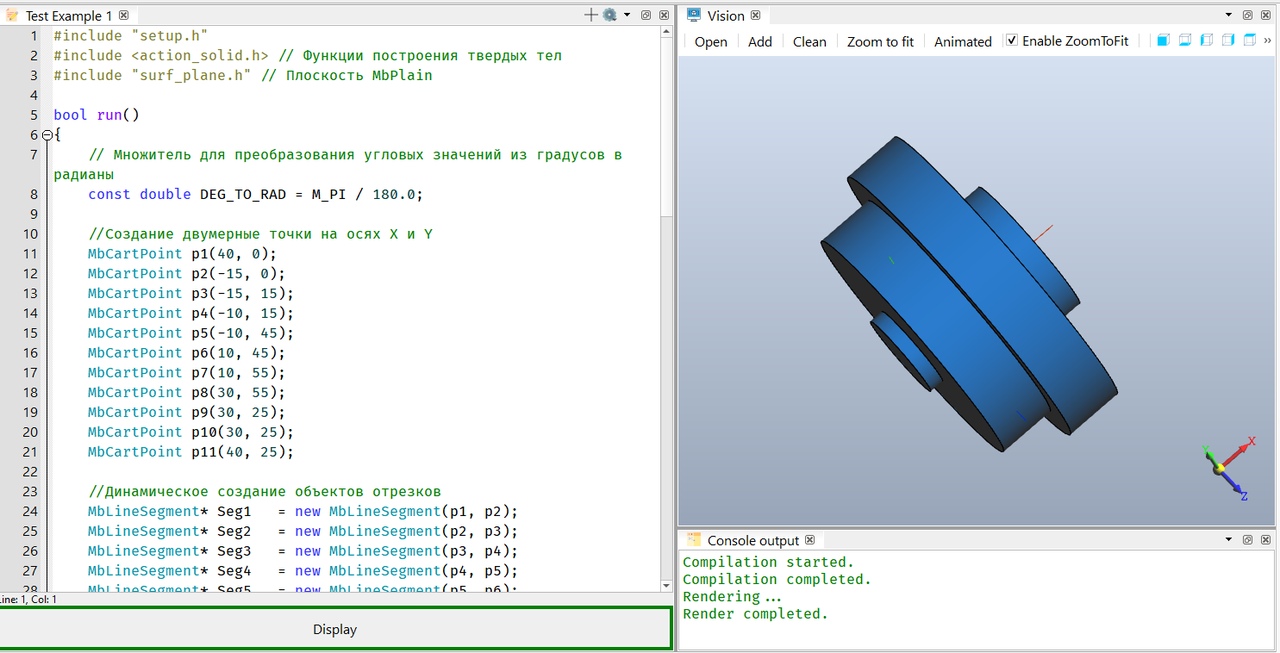 Test Example 1
1 #include "setup.h"
2 #include <action_solid.h> // Функции построения твердых тел
3 #include "surf_plane.h" // Плоскость MbPlain
4
5 bool run()
6 {
7 // Множитель для преобразования угловых значений из градусов в
радианы
8 const double DEG_TO_RAD = M_PI / 180.0;
9
10 //Создание двумерные точки на осях X и Y
11 MbCartPoint p1(40, 0);
12 MbCartPoint p2(-15, 0);
13 MbCartPoint p3(-15, 15);
14 MbCartPoint p4(-10, 15);
15 MbCartPoint p5(-10, 45);
16 MbCartPoint p6(10, 45);
17 MbCartPoint p7(10, 55);
18 MbCartPoint p8(30, 55);
19 MbCartPoint p9(30, 25);
20 MbCartPoint p10(30, 25);
21 MbCartPoint p11(40, 25);
22
23 //Динамическое создание объектов отрезков
24 MbLineSegment* Seg1 = new MbLineSegment(p1, p2);
25 MbLineSegment* Seg2 = new MbLineSegment(p2, p3);
26 MbLineSegment* Seg3 = new MbLineSegment(p3, p4);
27 MbLineSegment* Seg4 = new MbLineSegment(p4, p5);
28 MbLineSegment* Seg5 = new MbLineSegment(p5, p6);
Line: 1, Col: 1
Display
Vision
Open Add Clean Zoom to fit Animated Enable ZoomToFit »
X
Y
Z
Console output
Compilation started.
Compilation completed.
Rendering...
Render completed.